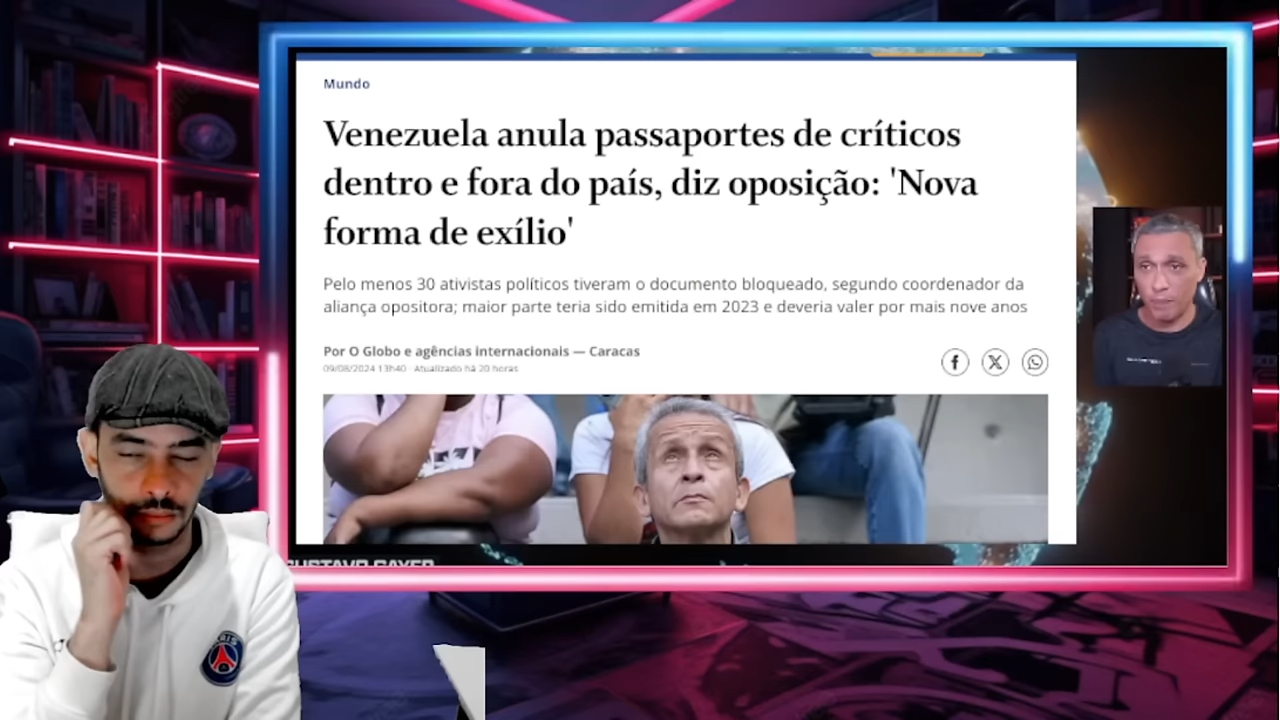 Mundo
Venezuela anula passaportes de críticos
dentro e fora do país, diz oposição: 'Nova
forma de exílio'
Pelo menos 30 ativistas políticos tiveram o documento bloqueado, segundo coordenador da
aliança opositora; maior parte teria sido emitida em 2023 e deveria valer por mais nove anos
Por O Globo e agências internacionais — Caracas
09/08/2024 13h40 · Atualizado há 20 horas
GUSTAVO GAYER